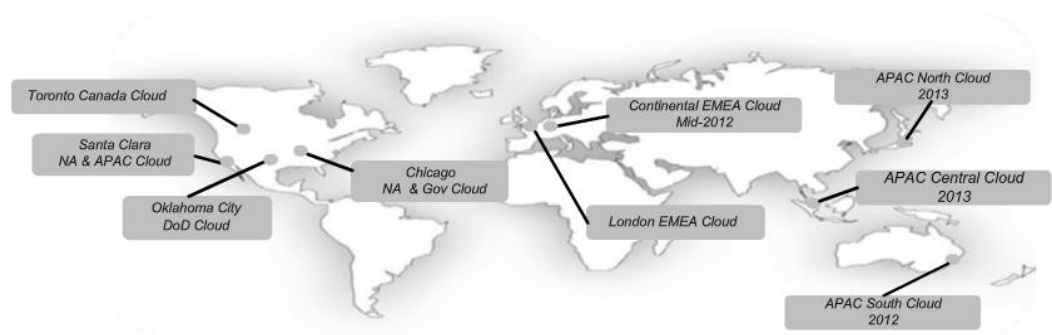 Toronto Canada Cloud
Santa Clara
NA & APAC Cloud
Oklahoma City
DoD Cloud
Chicago
NA & Gov Cloud
Continental EMEA Cloud
Mid-2012
London EMEA Cloud
APAC North Cloud
2013
APAC Central Cloud
2013
APAC South Cloud
2012